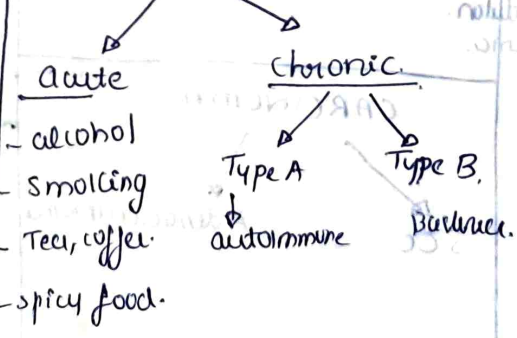 acute
chronic.
- alcohol
- Smoking
- Tea, coffee.
- spicy food.
Type A
Type B.
autoimmune